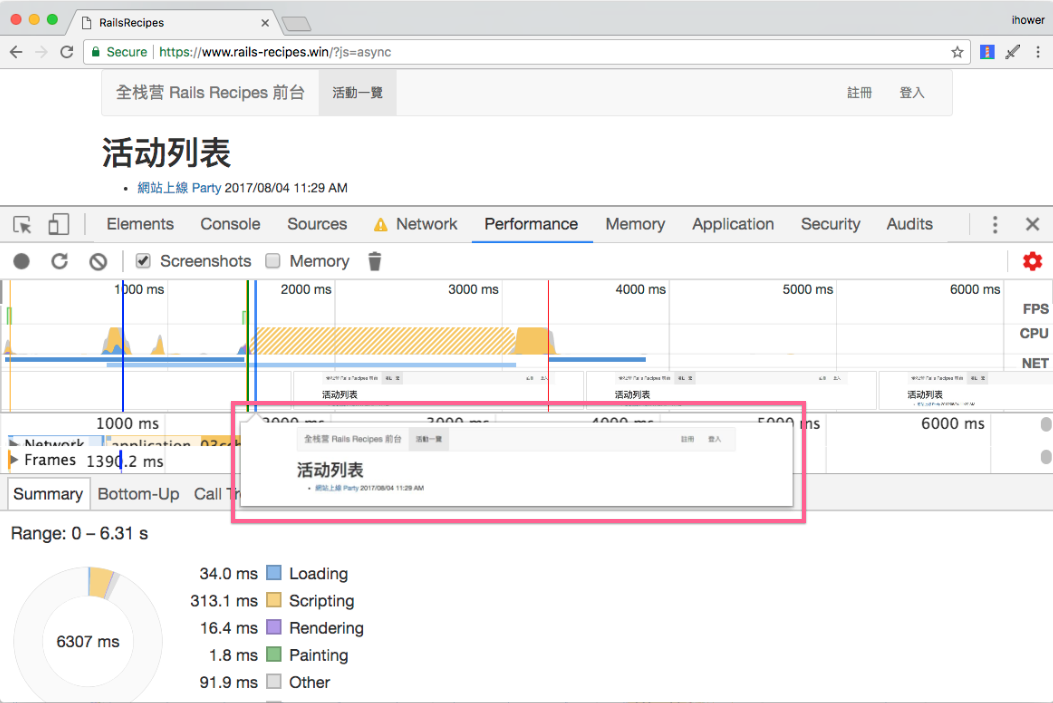 RailsRecipes
ihower
Secure https://www.rails-recipes.win/?js=async
全栈营 Rails Recipes 前台 活動一覽 註冊 登入
活动列表
網站上線 Party 2017/08/04 11:29 AM
Elements Console Sources Network Performance Memory Application Security Audits
Screenshots Memory
1000 ms 2000 ms 3000 ms 4000 ms 5000 ms 6000 ms
FPS
CPU
NET
活动列表 活动列表 活动列表
1000 ms 2000 ms 3000 ms 4000 ms 5000 ms 6000 ms
Network application
Frames 1390.2 ms
全栈营 Rails Recipes 前台 活動一覽 註冊 登入
活动列表
網站上線 Party 2017/08/04 11:29 AM
Summary Bottom-Up Call Tr
Range: 0 – 6.31 s
34.0 ms Loading
313.1 ms Scripting
6307 ms
16.4 ms Rendering
1.8 ms Painting
91.9 ms Other